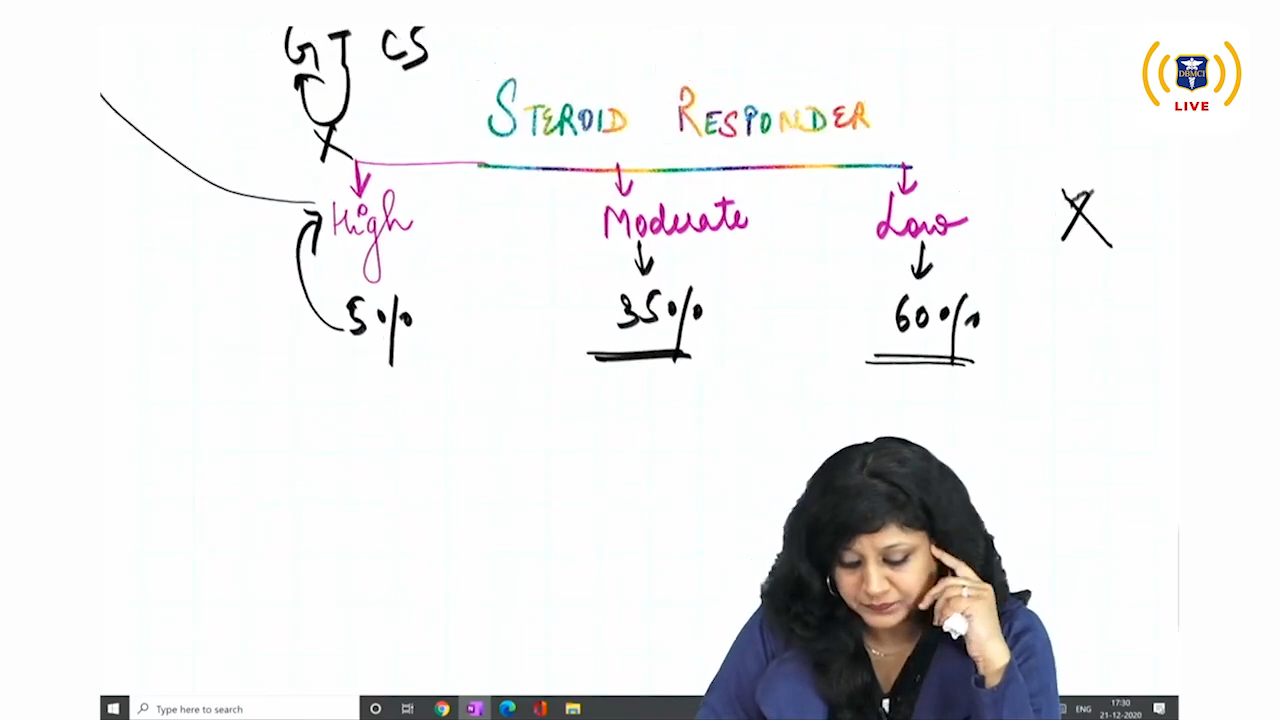 G T CS
DBMCI
LIVE
STEROID RESPONDER
High Moderate Low X
5% 35% 60%
Type here to search
ENG
17:30
21-12-2020